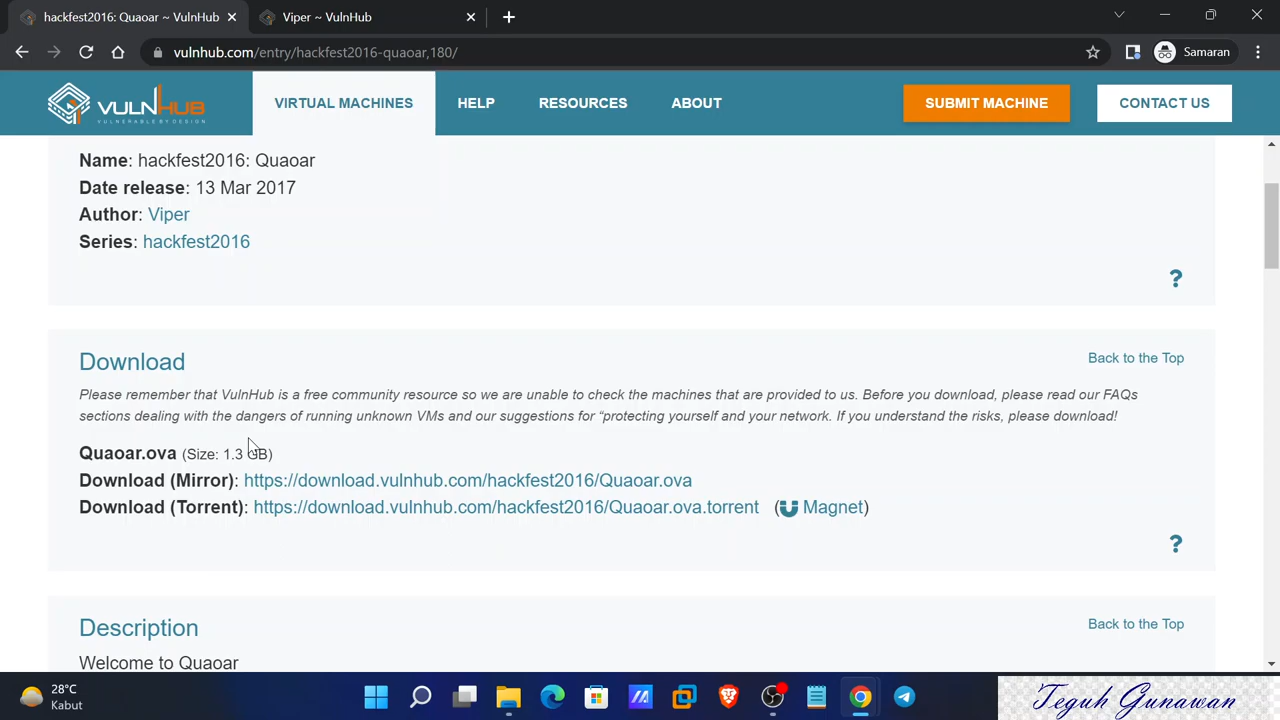 hackfest2016: Quaoar ~ VulnHub
Viper ~ VulnHub
vulnhub.com/entry/hackfest2016-quaoar,180/
Samaran
VULNHUB
VULNERABLE BY DESIGN
VIRTUAL MACHINES
HELP
RESOURCES
ABOUT
SUBMIT MACHINE
CONTACT US
Name: hackfest2016: Quaoar
Date release: 13 Mar 2017
Author: Viper
Series: hackfest2016
?
Download
Back to the Top
Please remember that VulnHub is a free community resource so we are unable to check the machines that are provided to us. Before you download, please read our FAQs
sections dealing with the dangers of running unknown VMs and our suggestions for “protecting yourself and your network. If you understand the risks, please download!
Quaoar.ova (Size: 1.3 GB)
Download (Mirror): https://download.vulnhub.com/hackfest2016/Quaoar.ova
Download (Torrent): https://download.vulnhub.com/hackfest2016/Quaoar.ova.torrent (Magnet)
?
Description
Back to the Top
Welcome to Quaoar
28°C
Kabut
Teguh Gunawan